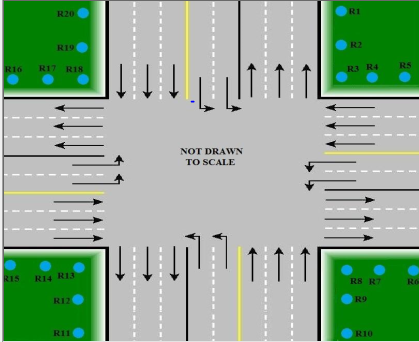 R20
R1
R19
R2
R16
R17
R18
R3
R4
R5
NOT DRAWN
TO SCALE
R15
R14
R13
R8
R7
R6
R12
R9
R11
R10